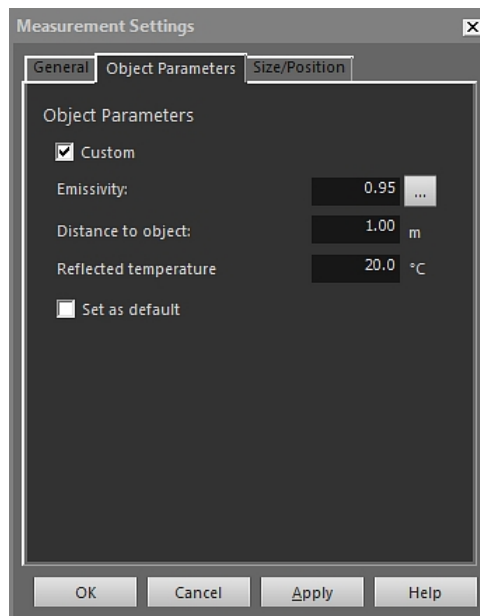 Measurement Settings
General Object Parameters Size/Position
Object Parameters
Custom
Emissivity: 0.95 ...
Distance to object: 1.00 m
Reflected temperature 20.0 °C
Set as default
OK Cancel Apply Help